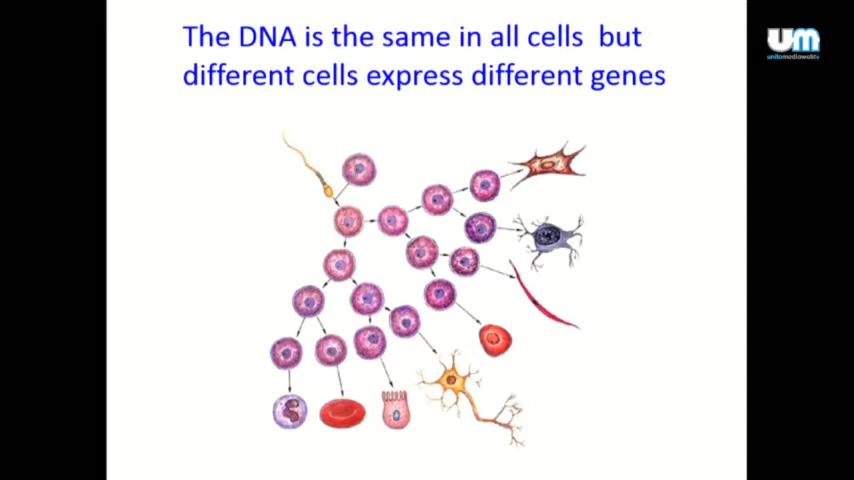 The DNA is the same in all cells but
different cells express different genes
um
unitomediawebtv